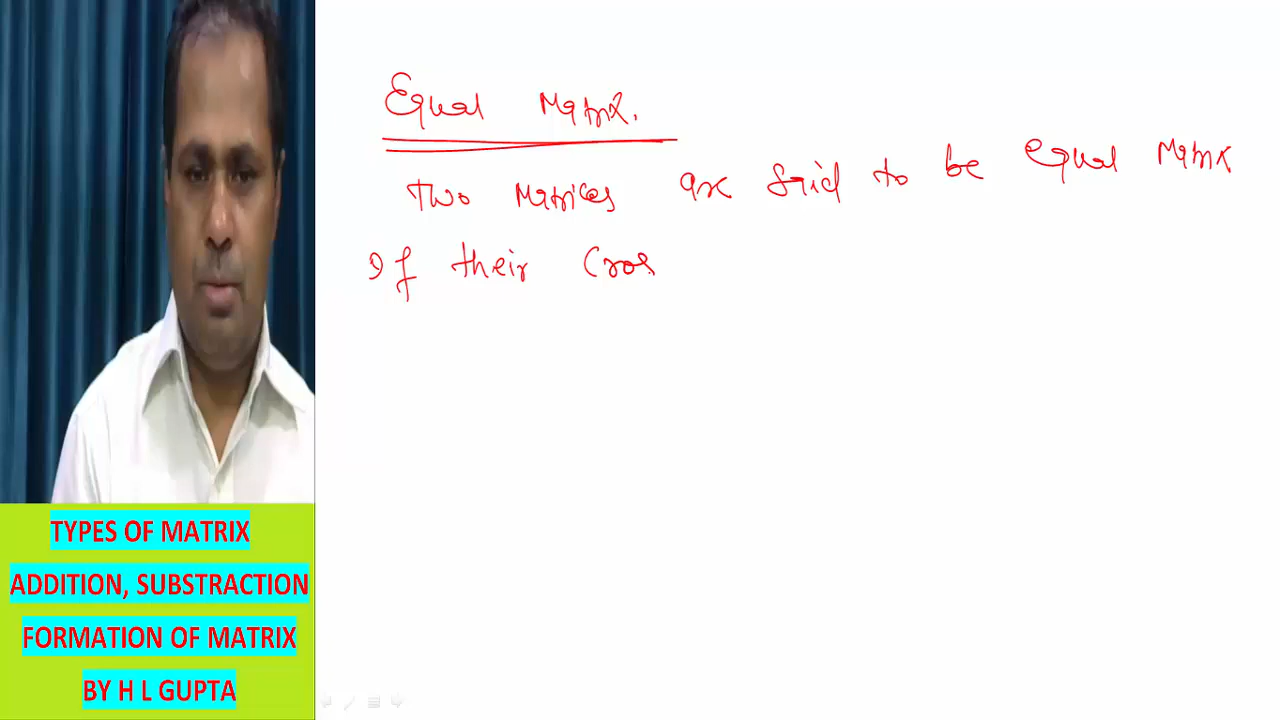 Equal Matrix.
Two Matrices are said to be equal Matrix
If their Cros
TYPES OF MATRIX
ADDITION, SUBSTRACTION
FORMATION OF MATRIX
BY H L GUPTA